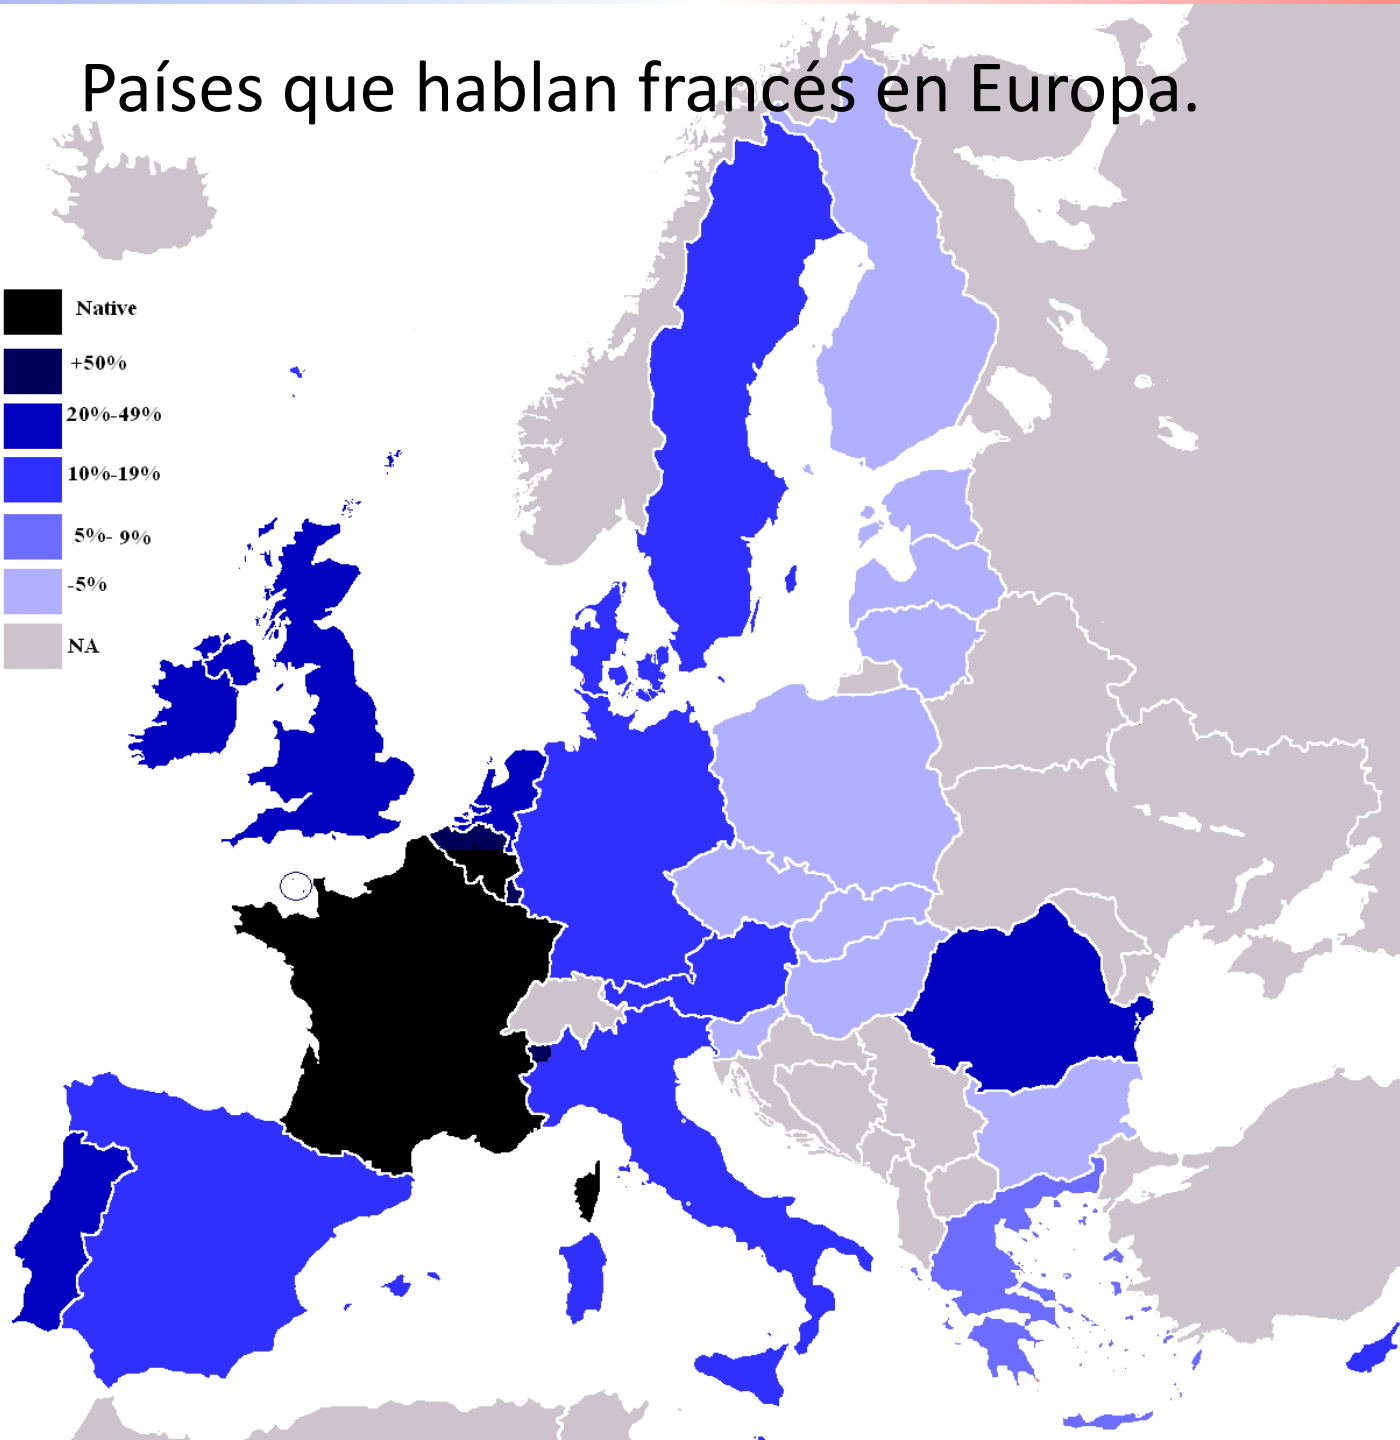 Países que hablan francés en Europa.
Native
+50%
20%-49%
10%-19%
5%- 9%
-5%
NA